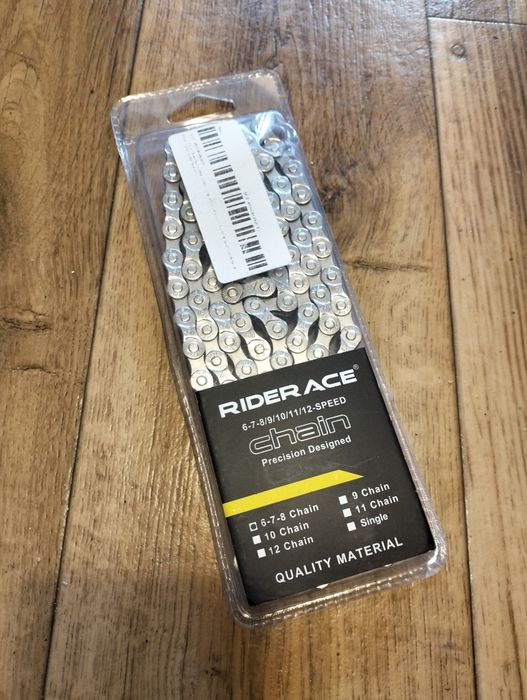 RIDERACE®
6-7-8/9/10/11/12-SPEED
chain
Precision Designed
6-7-8 Chain 9 Chain
10 Chain 11 Chain
12 Chain Single
QUALITY MATERIAL